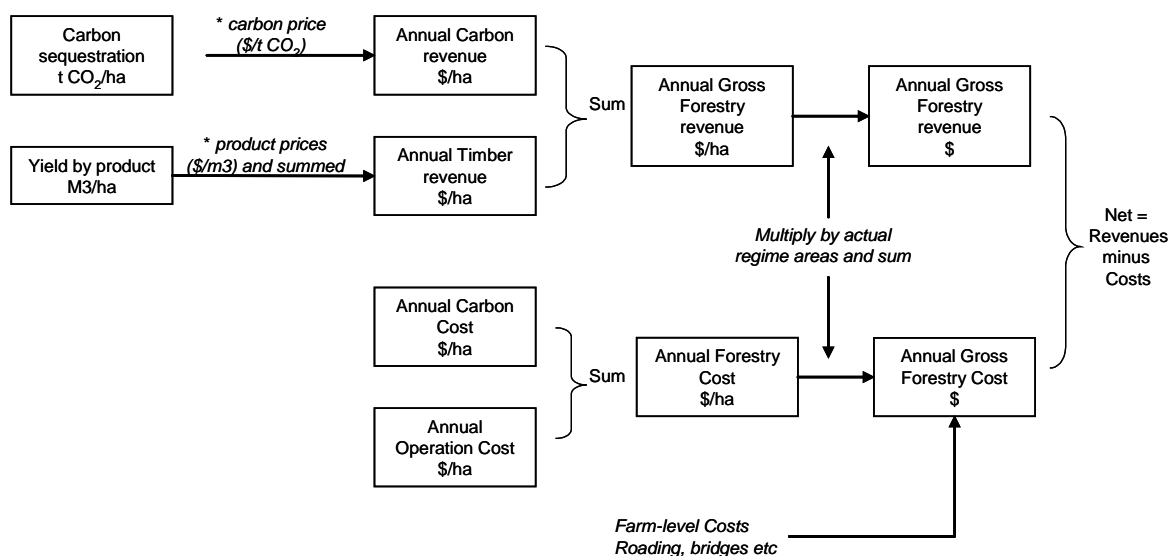 Carbon
sequestration
t CO2/ha
* carbon price
($/t CO2)
Annual Carbon
revenue
$/ha
Yield by product
M3/ha
* product prices
($/m3) and summed
Annual Timber
revenue
$/ha
Sum
Annual Gross
Forestry
revenue
$/ha
Annual Gross
Forestry
revenue
$
Multiply by actual
regime areas and sum
Net =
Revenues
minus
Costs
Annual Carbon
Cost
$/ha
Annual
Operation Cost
$/ha
Sum
Annual Forestry
Cost
$/ha
Annual Gross
Forestry Cost
$
Farm-level Costs
Roading, bridges etc